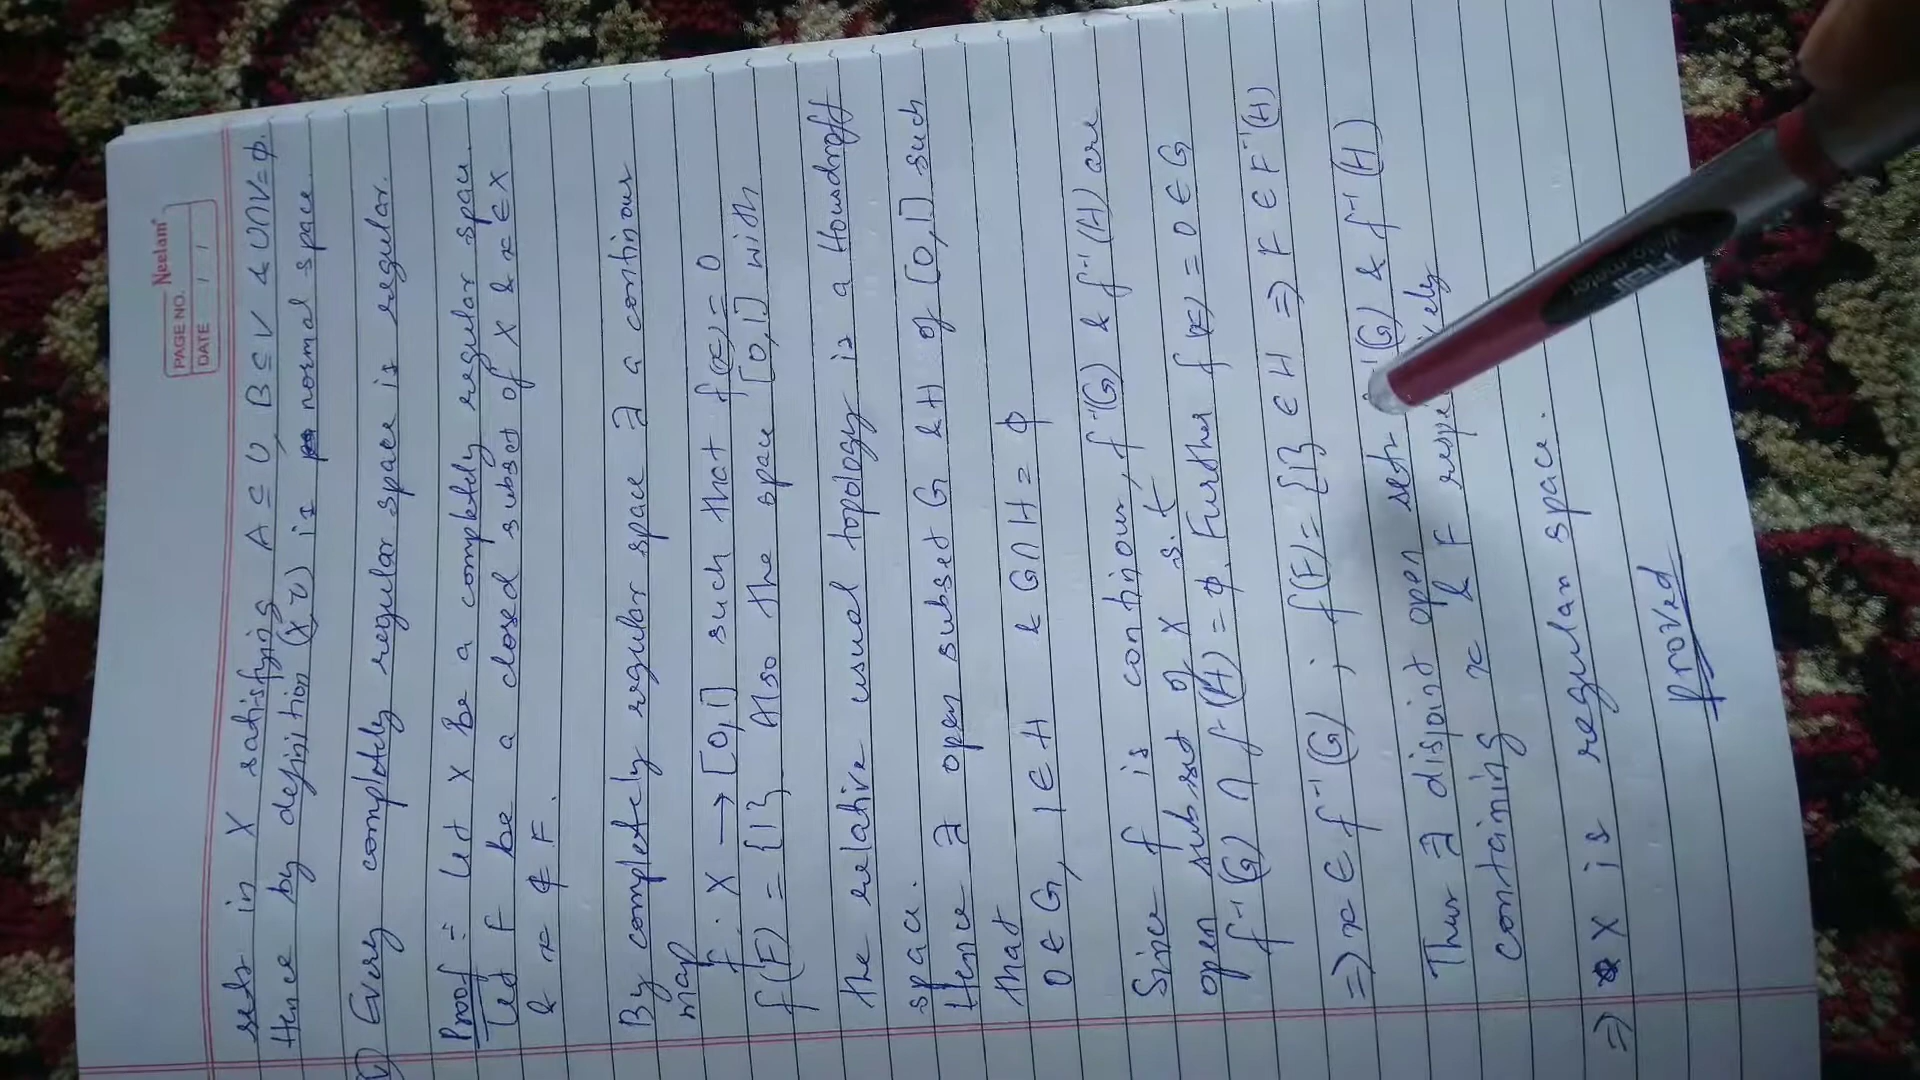 Neelam
PAGE NO.
DATE / /
sets in X satisfying A ⊆ U, B ⊆ V & U∩V = φ.
Hence by definition (X, τ) is normal space.
Every completely regular space is regular.
Proof :- Let X be a completely regular space.
Let F be a closed subset of X & x ∈ X
& x ∉ F.
By completely regular space ∃ a continuous
map
f : X → [0,1] such that f(x) = 0
f(F) = {1}, Also the space [0,1] with
the relative usual topology is a Housdroff
space.
Hence ∃ open subset G & H of [0,1] such
that
0 ∈ G, 1 ∈ H & G∩H = φ
Since f is continuous, f⁻¹(G) & f⁻¹(H) are
open subset of X s.t
f⁻¹(G) ∩ f⁻¹(H) = φ. Further f(x) = 0 ∈ G
⇒ x ∈ f⁻¹(G) ; f(F) = {1} ∈ H ⇒ F ∈ F⁻¹(H)
Thus ∃ disjoint open sets ⁻¹(G) & f⁻¹(H)
containing x & F
⇒ X is regular space.
Proved